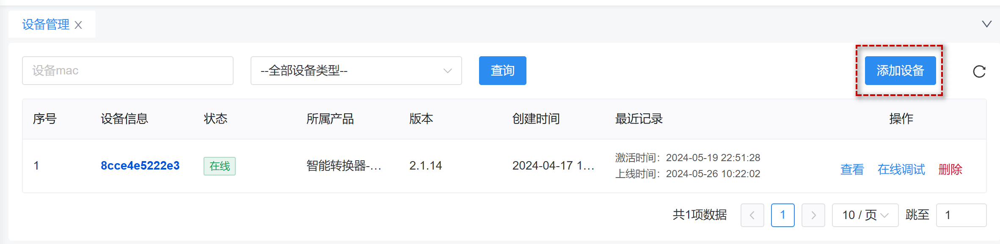 设备管理 X
设备mac --全部设备类型-- 查询 添加设备
序号 设备信息 状态 所属产品 版本 创建时间 最近记录 操作
1 8cce4e5222e3 在线 智能转换器-... 2.1.14 2024-04-17 1... 激活时间：2024-05-19 22:51:28
上线时间：2024-05-26 10:22:02 查看 在线调试 删除
共1项数据 < 1 > 10 / 页 跳至 1